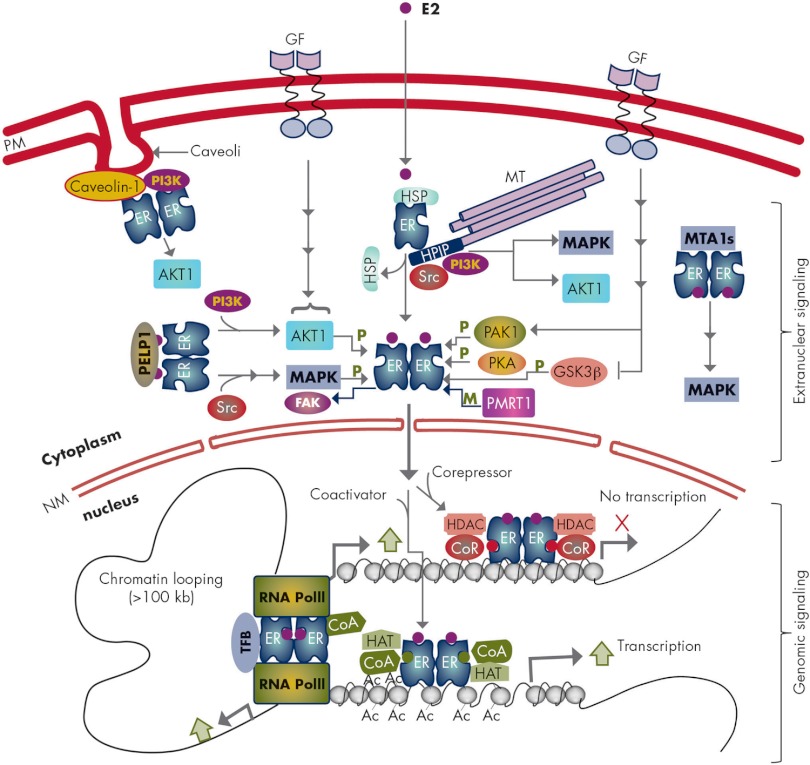 E2
GF
GF
PM
Caveoli
Caveolin-1
PI3K
ER
ER
AKT1
HSP
ER
MT
HPIP
HSP
Src
PI3K
MAPK
AKT1
MTA1s
ER
ER
MAPK
Extranuclear signaling
PI3K
PELP1
ER
ER
AKT1
P
MAPK
P
FAK
Src
ER
ER
P
PAK1
P
PKA
P
GSK3β
M
PMRT1
Cytoplasm
NM
nucleus
Corepressor
Coactivator
No transcription
HDAC
CoR
ER
ER
HDAC
CoR
X
Chromatin looping
(>100 kb)
RNA PolII
TFB
ER
ER
CoA
RNA PolII
HAT
CoA
Ac
Ac
ER
ER
CoA
HAT
Transcription
Ac
Ac
Ac
Ac
Genomic signaling